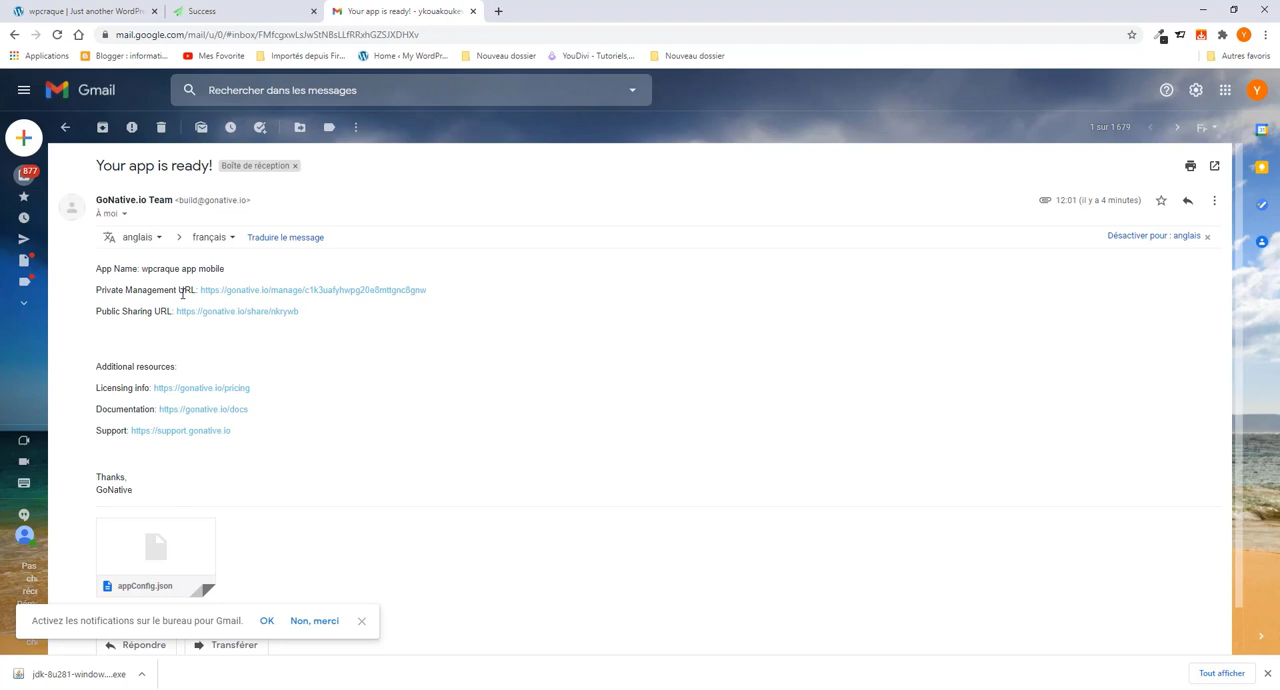 wpcraque | Just another WordPre
Success
Your app is ready! - ykouakouke
mail.google.com/mail/u/0/#inbox/FMfcgxwLsJwStNBsLLfRRxhGZSJXDHXv
Applications
Blogger : informati...
Mes Favorite
Importés depuis Fir...
Home ‹ My WordPr...
Nouveau dossier
YouDivi - Tutoriels,...
Nouveau dossier
Autres favoris
Gmail
Rechercher dans les messages
Y
1 sur 1 679
877
Your app is ready!
Boîte de réception ×
GoNative.io Team <build@gonative.io>
12:01 (il y a 4 minutes)
À moi
anglais > français Traduire le message
Désactiver pour : anglais ×
App Name: wpcraque app mobile
Private Management URL: https://gonative.io/manage/c1k3uafyhwpg20e8mttgnc8gnw
Public Sharing URL: https://gonative.io/share/nkrywb
Additional resources:
Licensing info: https://gonative.io/pricing
Documentation: https://gonative.io/docs
Support: https://support.gonative.io
Thanks,
GoNative
appConfig.json
Pas
Activez les notifications sur le bureau pour Gmail. OK Non, merci
Répondre
Transférer
jdk-8u281-window....exe
Tout afficher